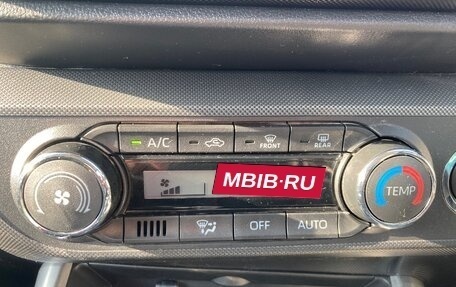 A/C
FRONT
REAR
MBIB·RU
TEMP
OFF
AUTO